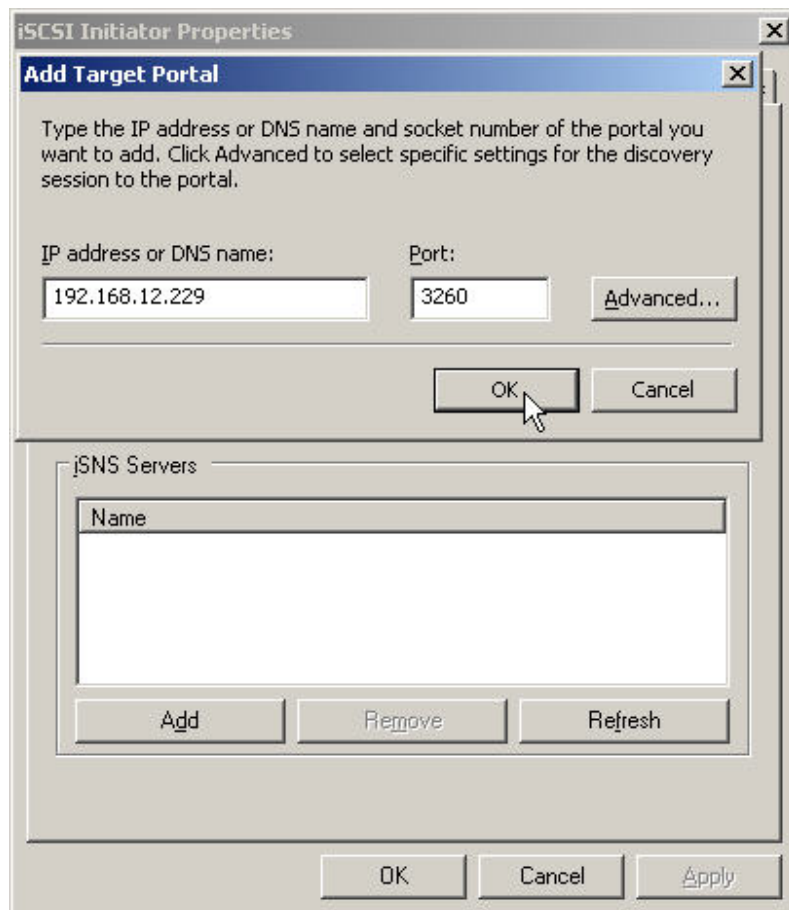 iSCSI Initiator Properties
Add Target Portal
Type the IP address or DNS name and socket number of the portal you
want to add. Click Advanced to select specific settings for the discovery
session to the portal.
IP address or DNS name:
Port:
192.168.12.229
3260
Advanced...
OK
Cancel
iSNS Servers
Name
Add
Remove
Refresh
OK
Cancel
Apply